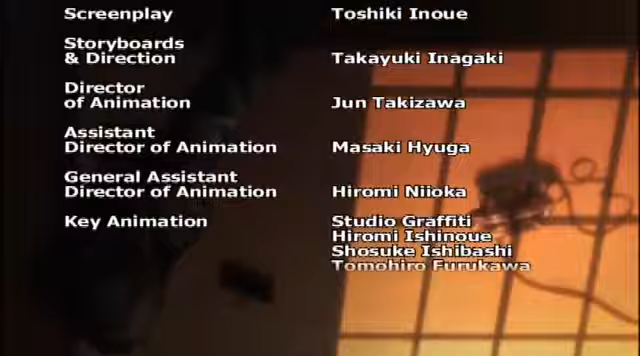 Screenplay Toshiki Inoue
Storyboards
& Direction Takayuki Inagaki
Director
of Animation Jun Takizawa
Assistant
Director of Animation Masaki Hyuga
General Assistant
Director of Animation Hiromi Niioka
Key Animation Studio Graffiti
Hiromi Ishinoue
Shosuke Ishibashi
Tomohiro Furukawa